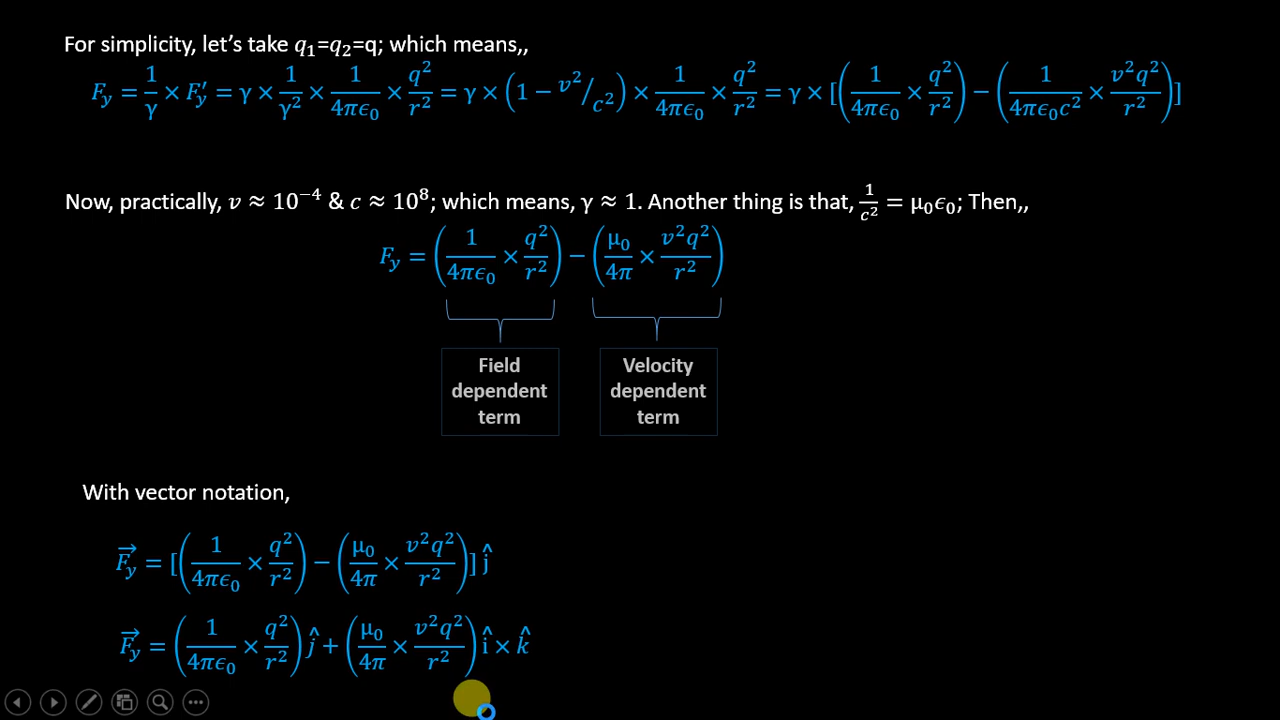 For simplicity, let's take q₁=q₂=q; which means,,
F_y = 1/γ × F′_y = γ × 1/γ² × 1/4πϵ₀ × q²/r² = γ × (1 − v²/c²) × 1/4πϵ₀ × q²/r² = γ × [(1/4πϵ₀ × q²/r²) − (1/4πϵ₀c² × v²q²/r²)]
Now, practically, v ≈ 10⁻⁴ & c ≈ 10⁸; which means, γ ≈ 1. Another thing is that, 1/c² = μ₀ϵ₀; Then,,
F_y = (1/4πϵ₀ × q²/r²) − (μ₀/4π × v²q²/r²)
Field
dependent
term
Velocity
dependent
term
With vector notation,
F⃗_y = [(1/4πϵ₀ × q²/r²) − (μ₀/4π × v²q²/r²)] ĵ
F⃗_y = (1/4πϵ₀ × q²/r²) ĵ + (μ₀/4π × v²q²/r²) î × k̂